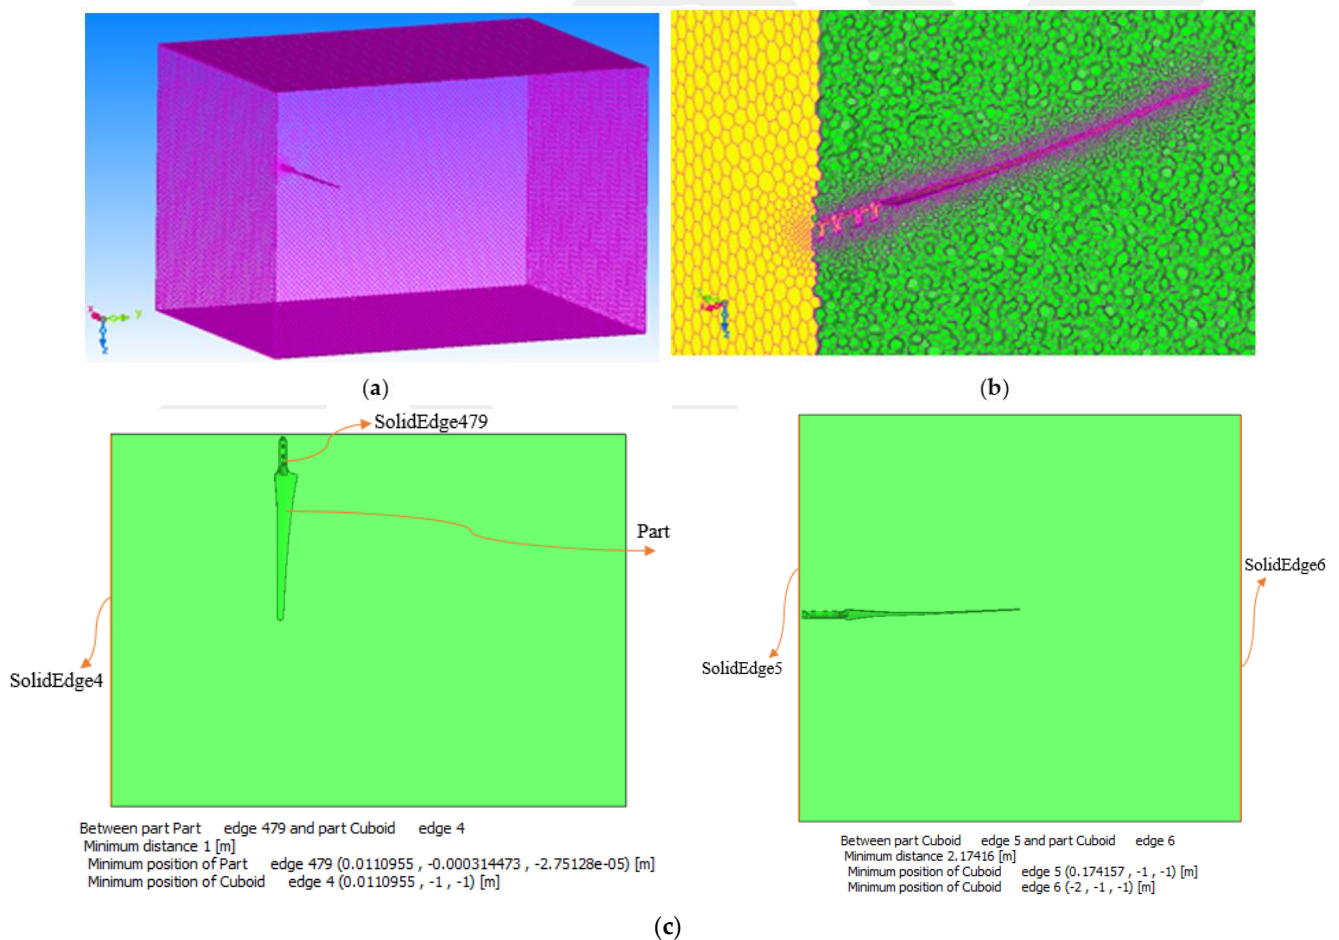 x
y
z
z
(a)
(b)
SolidEdge479
Part
SolidEdge4
SolidEdge6
SolidEdge5
Between part Part edge 479 and part Cuboid edge 4
Minimum distance 1 [m]
Minimum position of Part edge 479 (0.0110955 , -0.000314473 , -2.75128e-05) [m]
Minimum position of Cuboid edge 4 (0.0110955 , -1 , -1) [m]
Between part Cuboid edge 5 and part Cuboid edge 6
Minimum distance 2.17416 [m]
Minimum position of Cuboid edge 5 (0.174157 , -1 , -1) [m]
Minimum position of Cuboid edge 6 (-2 , -1 , -1) [m]
(c)